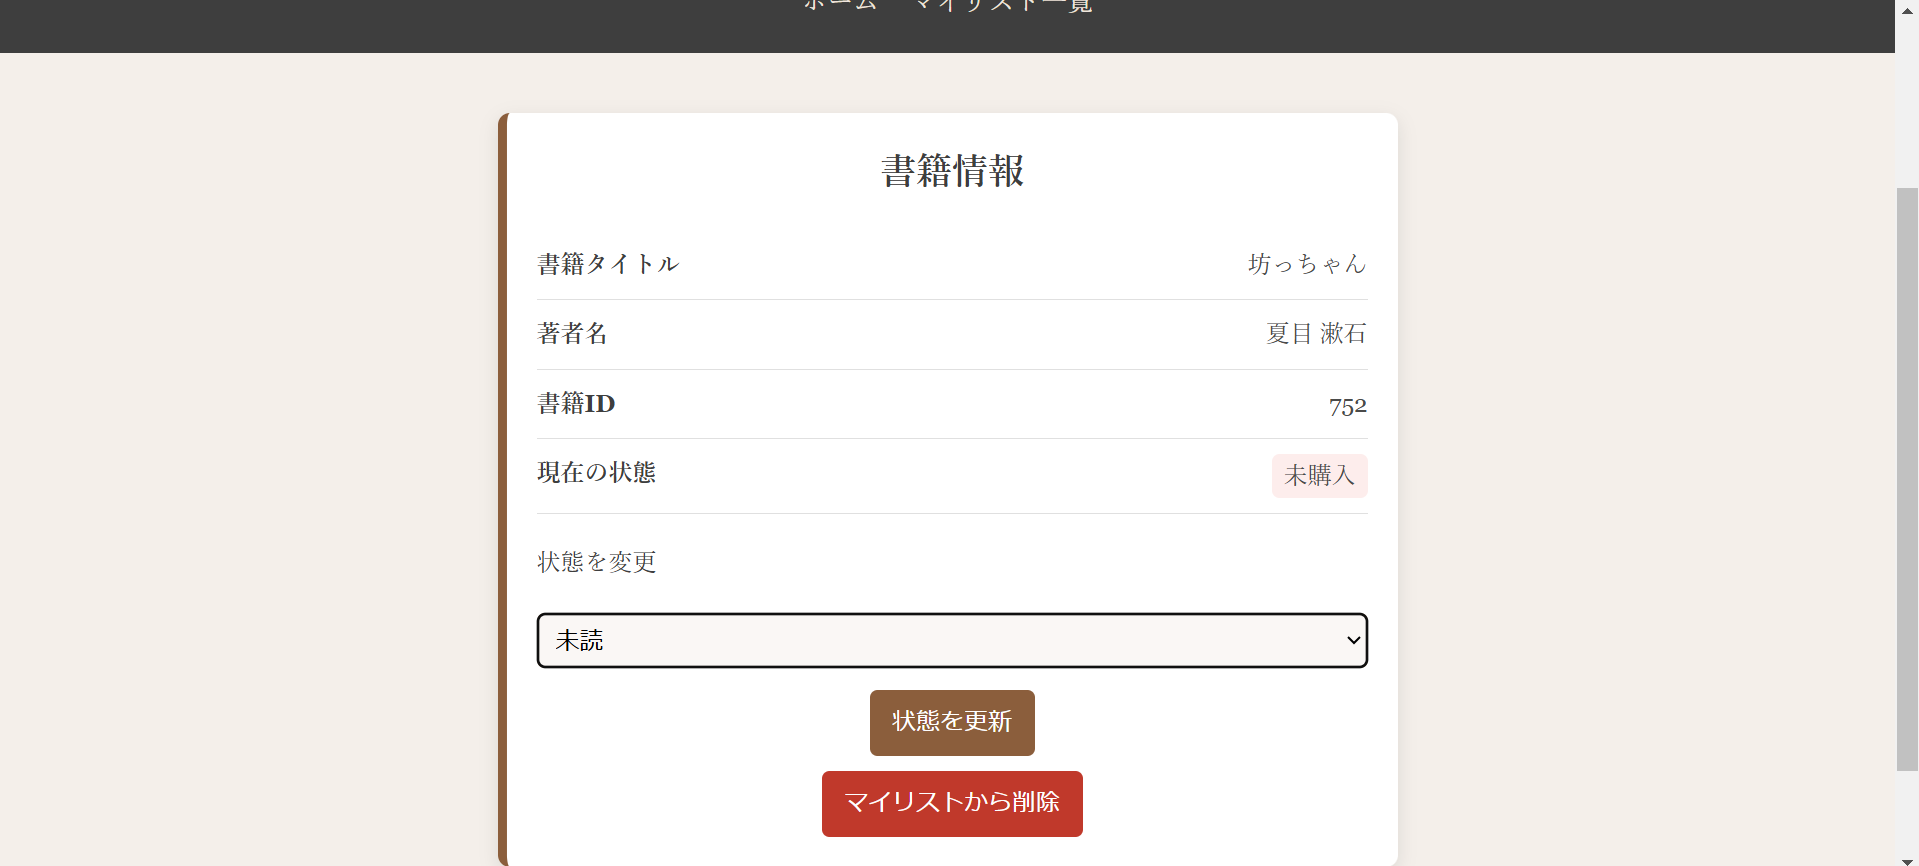 ホーム マイリスト一覧
書籍情報
書籍タイトル 坊っちゃん
著者名 夏目 漱石
書籍ID 752
現在の状態 未購入
状態を変更
未読
状態を更新
マイリストから削除